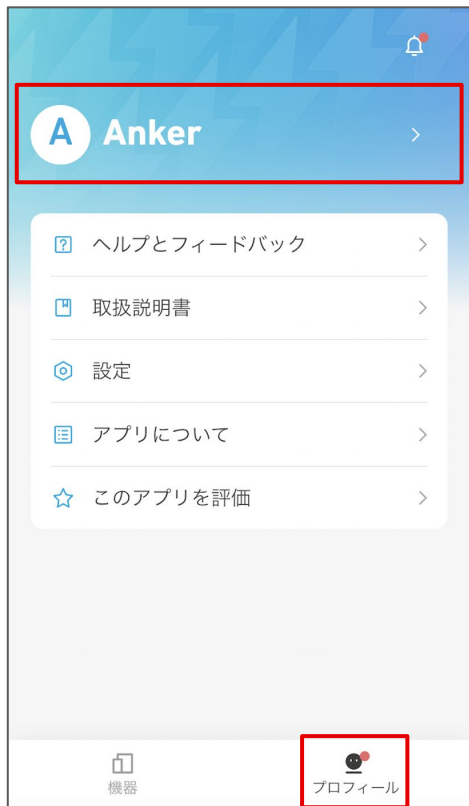 A Anker
ヘルプとフィードバック
取扱説明書
設定
アプリについて
このアプリを評価
機器 プロフィール